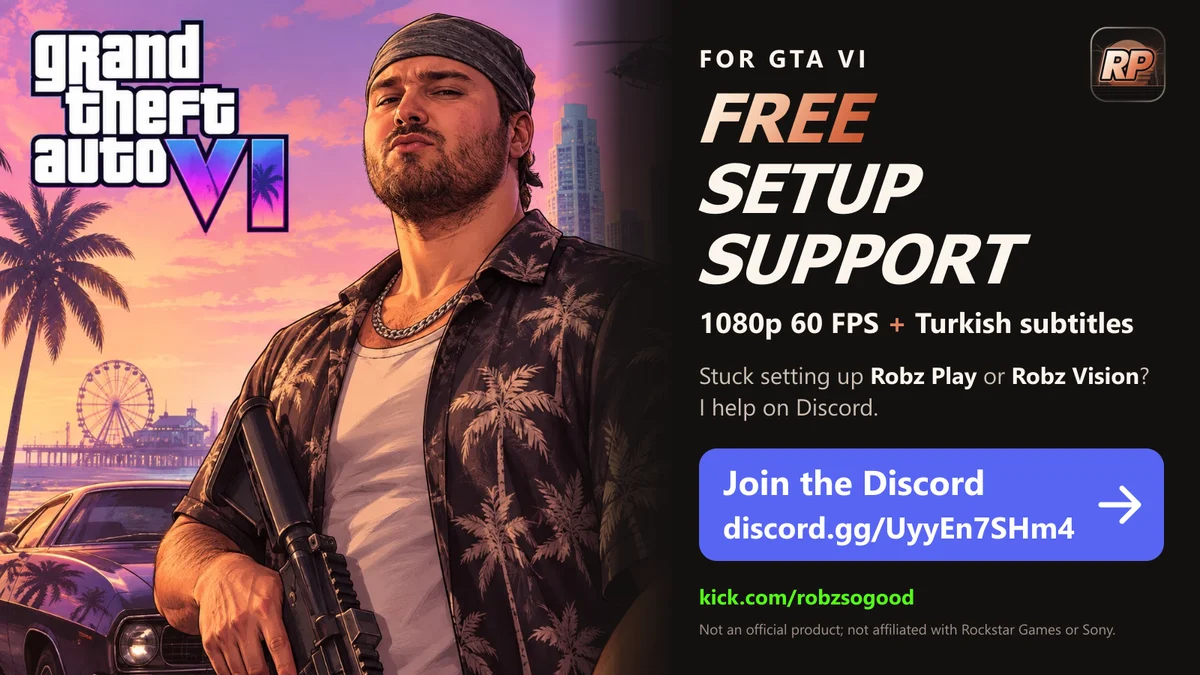 grand
theft
auto VI
FOR GTA VI
RP
FREE
SETUP
SUPPORT
1080p 60 FPS + Turkish subtitles
Stuck setting up Robz Play or Robz Vision?
I help on Discord.
Join the Discord
discord.gg/UyyEn7SHm4
kick.com/robzsogood
Not an official product; not affiliated with Rockstar Games or Sony.